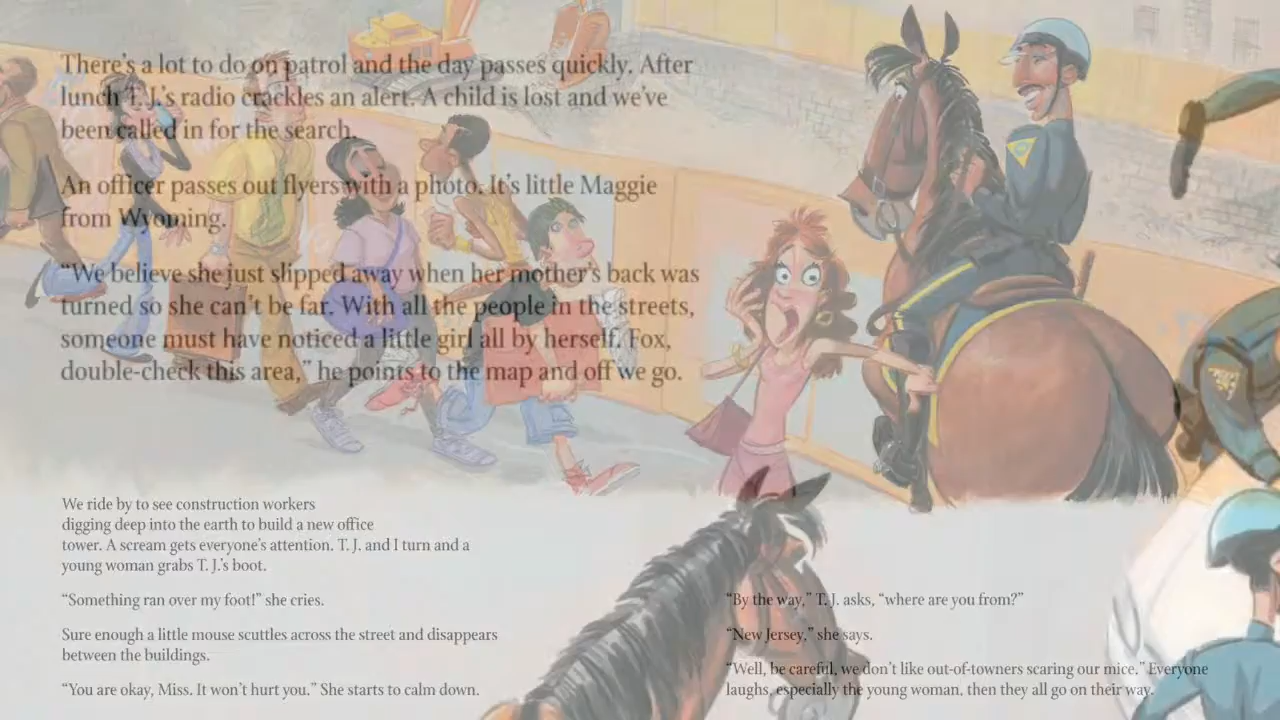 There's a lot to do on patrol and the day passes quickly. After
lunch T. J.'s radio crackles an alert. A child is lost and we've
been called in for the search.
An officer passes out flyers with a photo. It's little Maggie
from Wyoming.
“We believe she just slipped away when her mother's back was
turned so she can't be far. With all the people in the streets,
someone must have noticed a little girl all by herself. Fox,
double-check this area,” he points to the map and off we go.
We ride by to see construction workers
digging deep into the earth to build a new office
tower. A scream gets everyone's attention. T. J. and I turn and a
young woman grabs T. J.'s boot.
“Something ran over my foot!” she cries.
Sure enough a little mouse scuttles across the street and disappears
between the buildings.
“You are okay, Miss. It won't hurt you.” She starts to calm down.
“By the way,” T. J. asks, “where are you from?”
“New Jersey,” she says.
“Well, be careful, we don't like out-of-towners scaring our mice.” Everyone
laughs, especially the young woman, then they all go on their way.